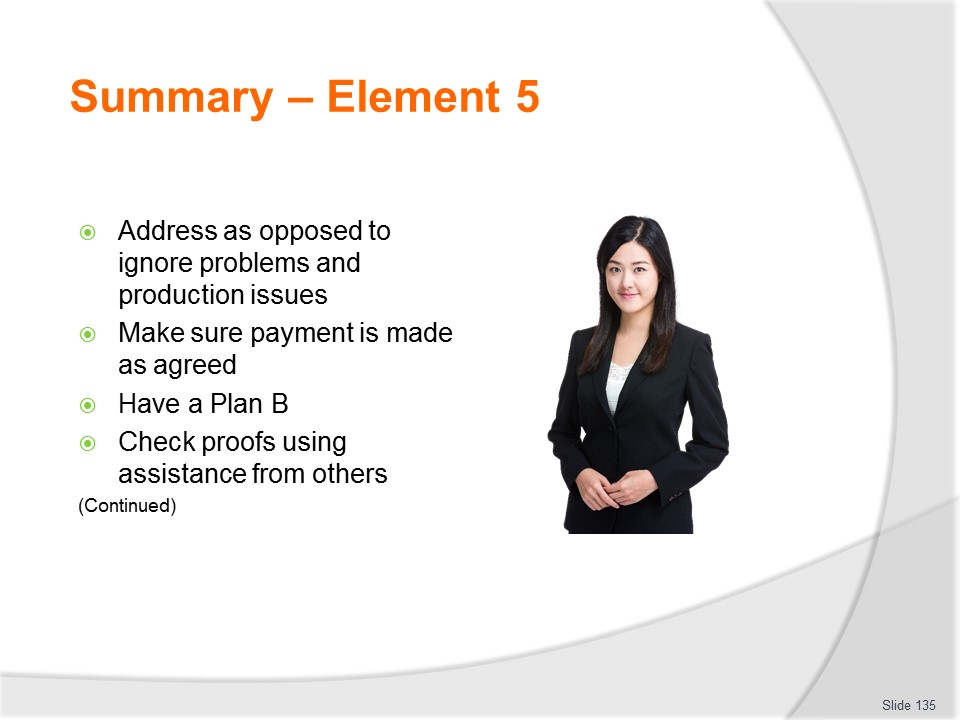 Summary – Element 5
Address as opposed to
ignore problems and
production issues
Make sure payment is made
as agreed
Have a Plan B
Check proofs using
assistance from others
(Continued)
Slide 135